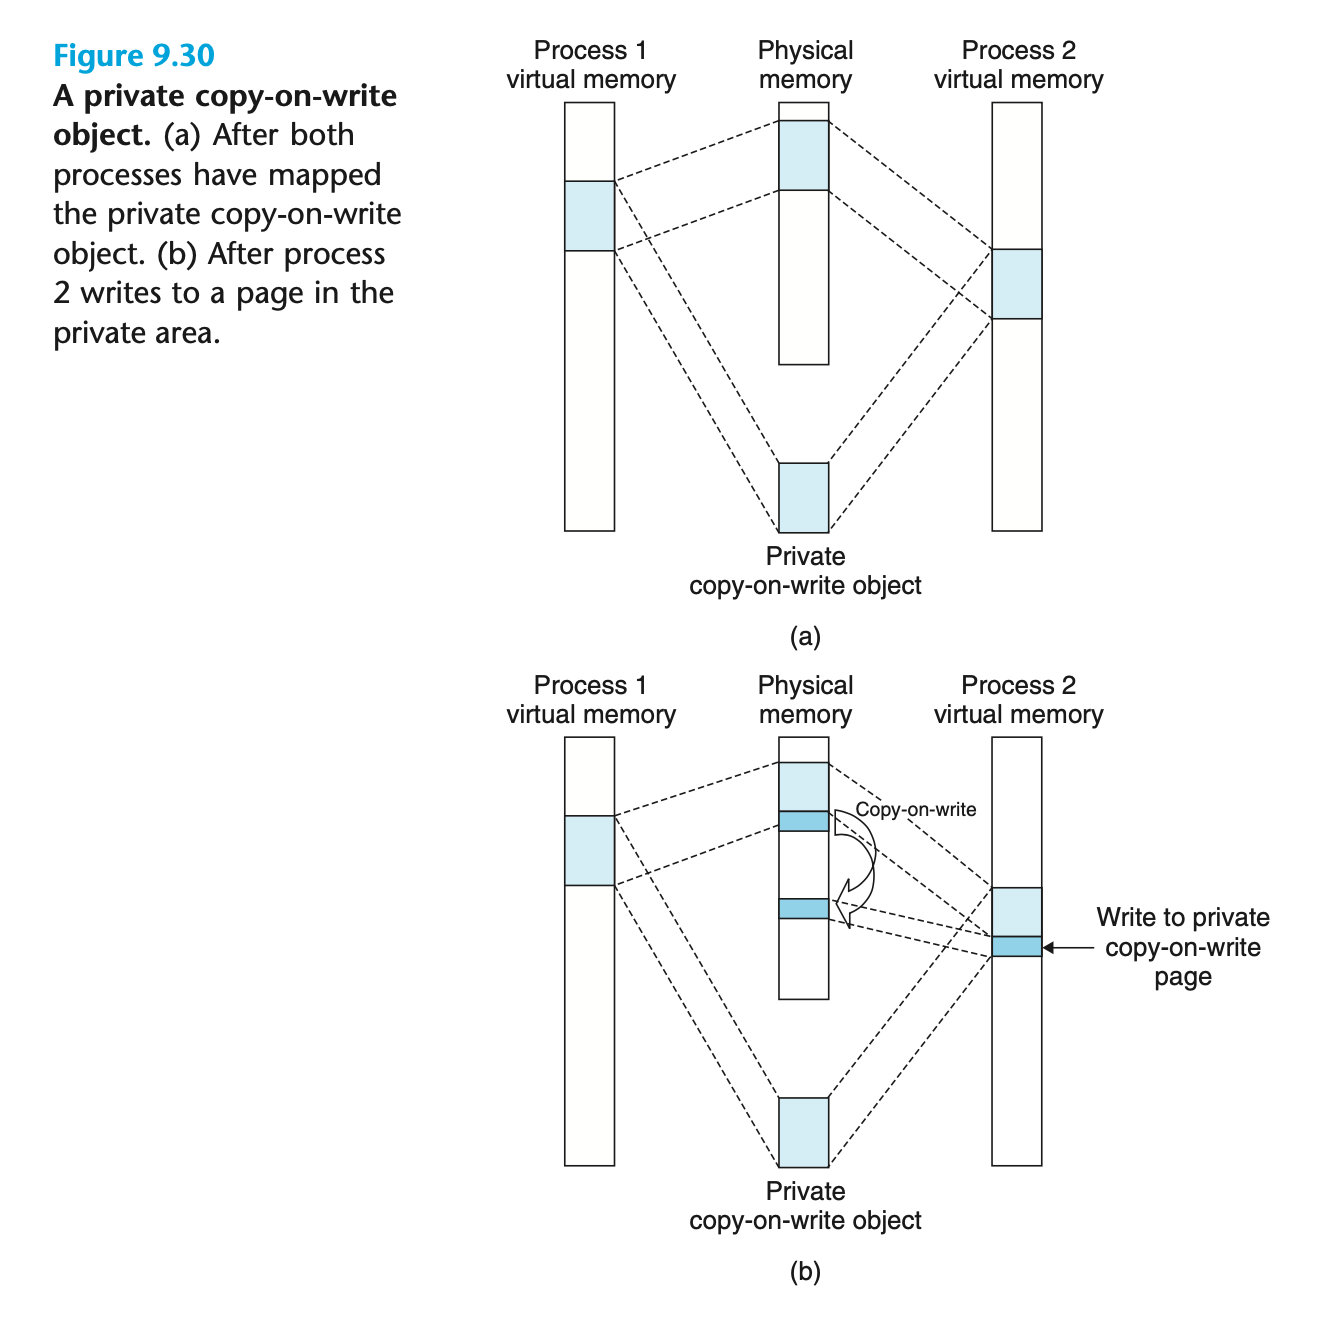 Figure 9.30
A private copy-on-write
object. (a) After both
processes have mapped
the private copy-on-write
object. (b) After process
2 writes to a page in the
private area.
Process 1
virtual memory
Physical
memory
Process 2
virtual memory
Private
copy-on-write object
(a)
Process 1
virtual memory
Physical
memory
Process 2
virtual memory
Copy-on-write
Write to private
copy-on-write
page
Private
copy-on-write object
(b)